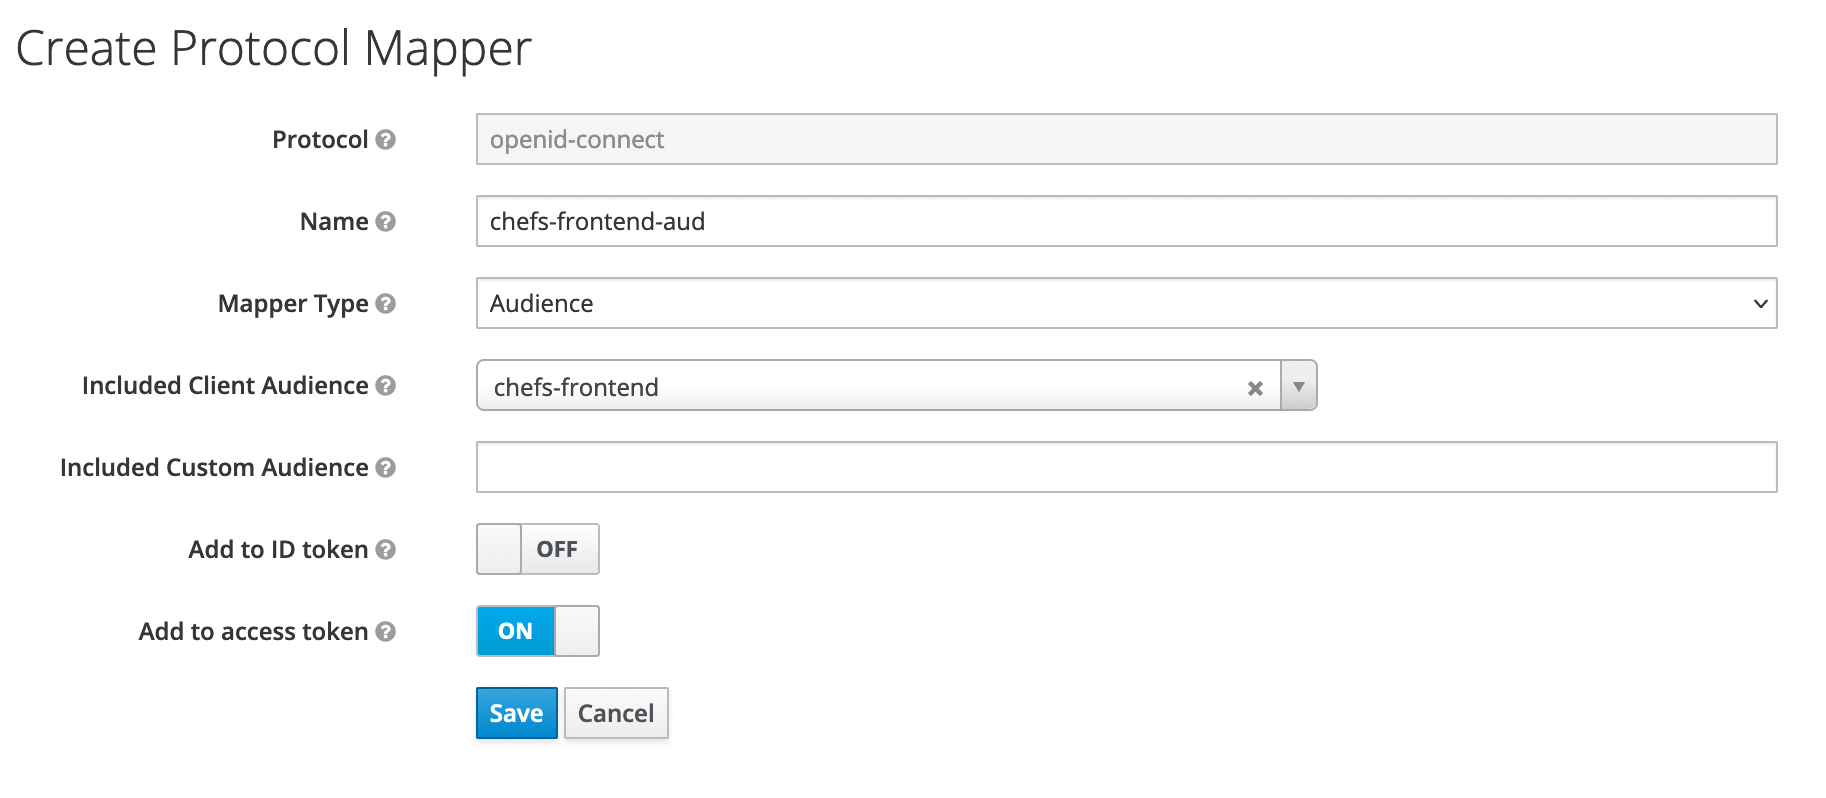 Create Protocol Mapper
Protocol ?
openid-connect
Name ?
chefs-frontend-aud
Mapper Type ?
Audience
Included Client Audience ?
chefs-frontend
Included Custom Audience ?
Add to ID token ?
OFF
Add to access token ?
ON
Save Cancel